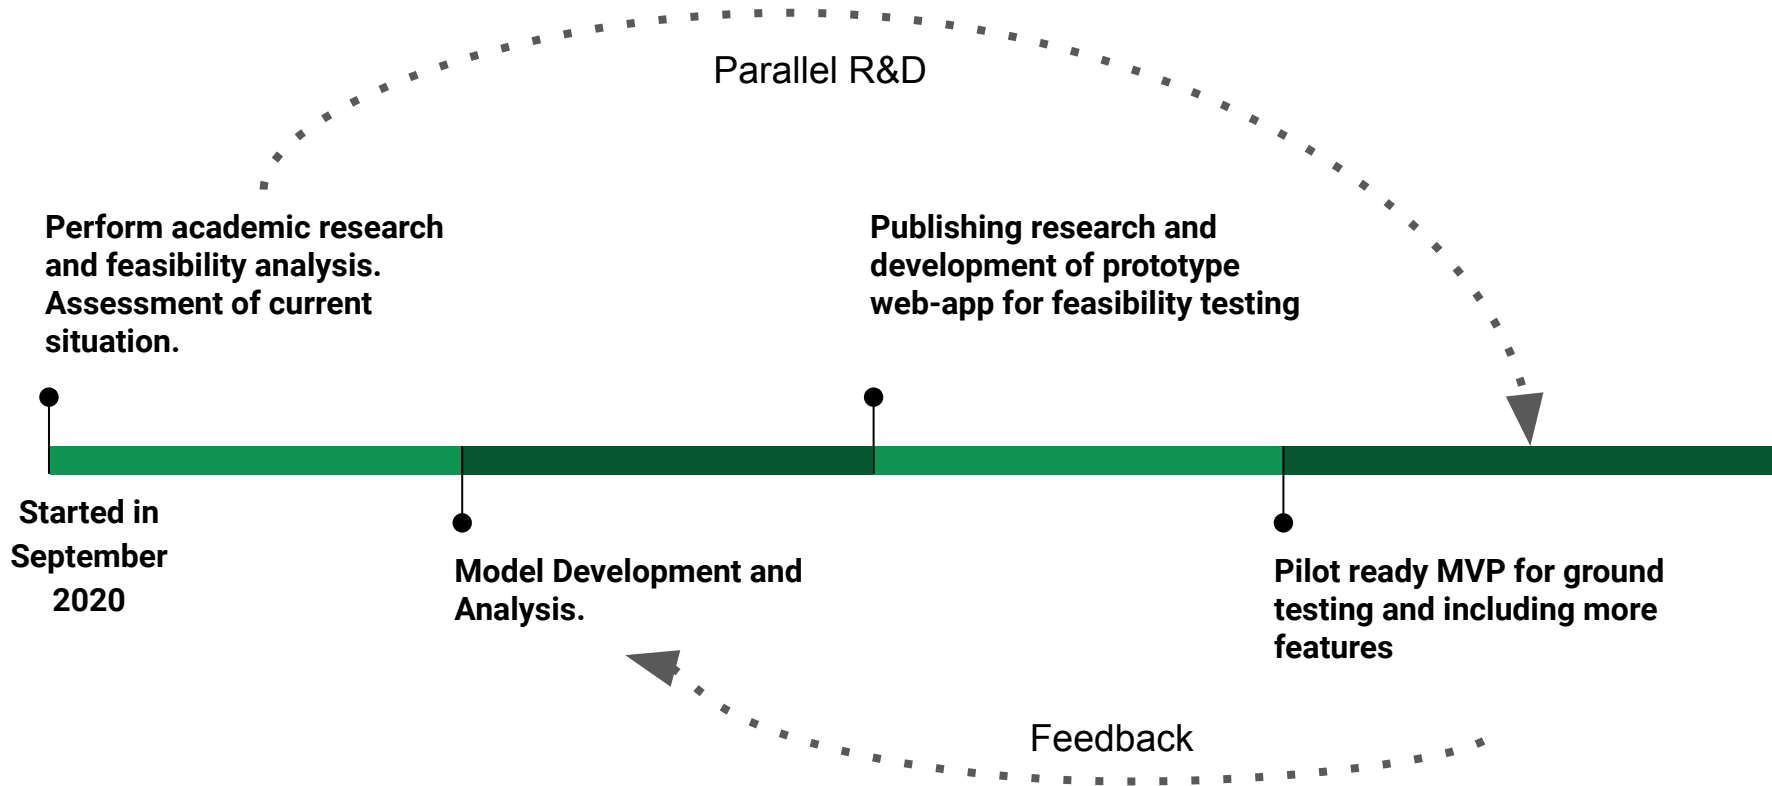 Parallel R&D
Perform academic research
and feasibility analysis.
Assessment of current
situation.
Publishing research and
development of prototype
web-app for feasibility testing
Started in
September
2020
Model Development and
Analysis.
Pilot ready MVP for ground
testing and including more
features
Feedback